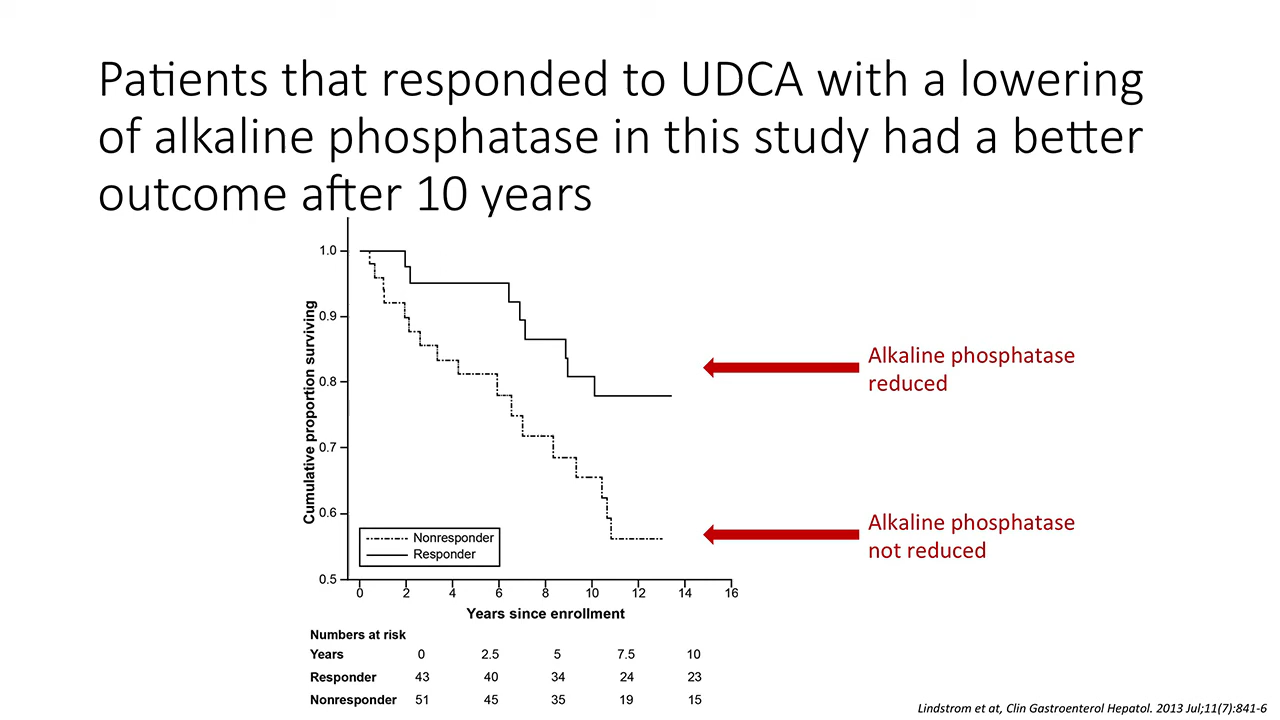 Patients that responded to UDCA with a lowering
of alkaline phosphatase in this study had a better
outcome after 10 years
Cumulative proportion surviving
1.0
0.9
0.8
0.7
0.6
0.5
Alkaline phosphatase
reduced
Alkaline phosphatase
not reduced
Nonresponder
Responder
0 2 4 6 8 10 12 14 16
Years since enrollment
Numbers at risk
Years 0 2.5 5 7.5 10
Responder 43 40 34 24 23
Nonresponder 51 45 35 19 15
Lindstrom et at, Clin Gastroenterol Hepatol. 2013 Jul;11(7):841-6